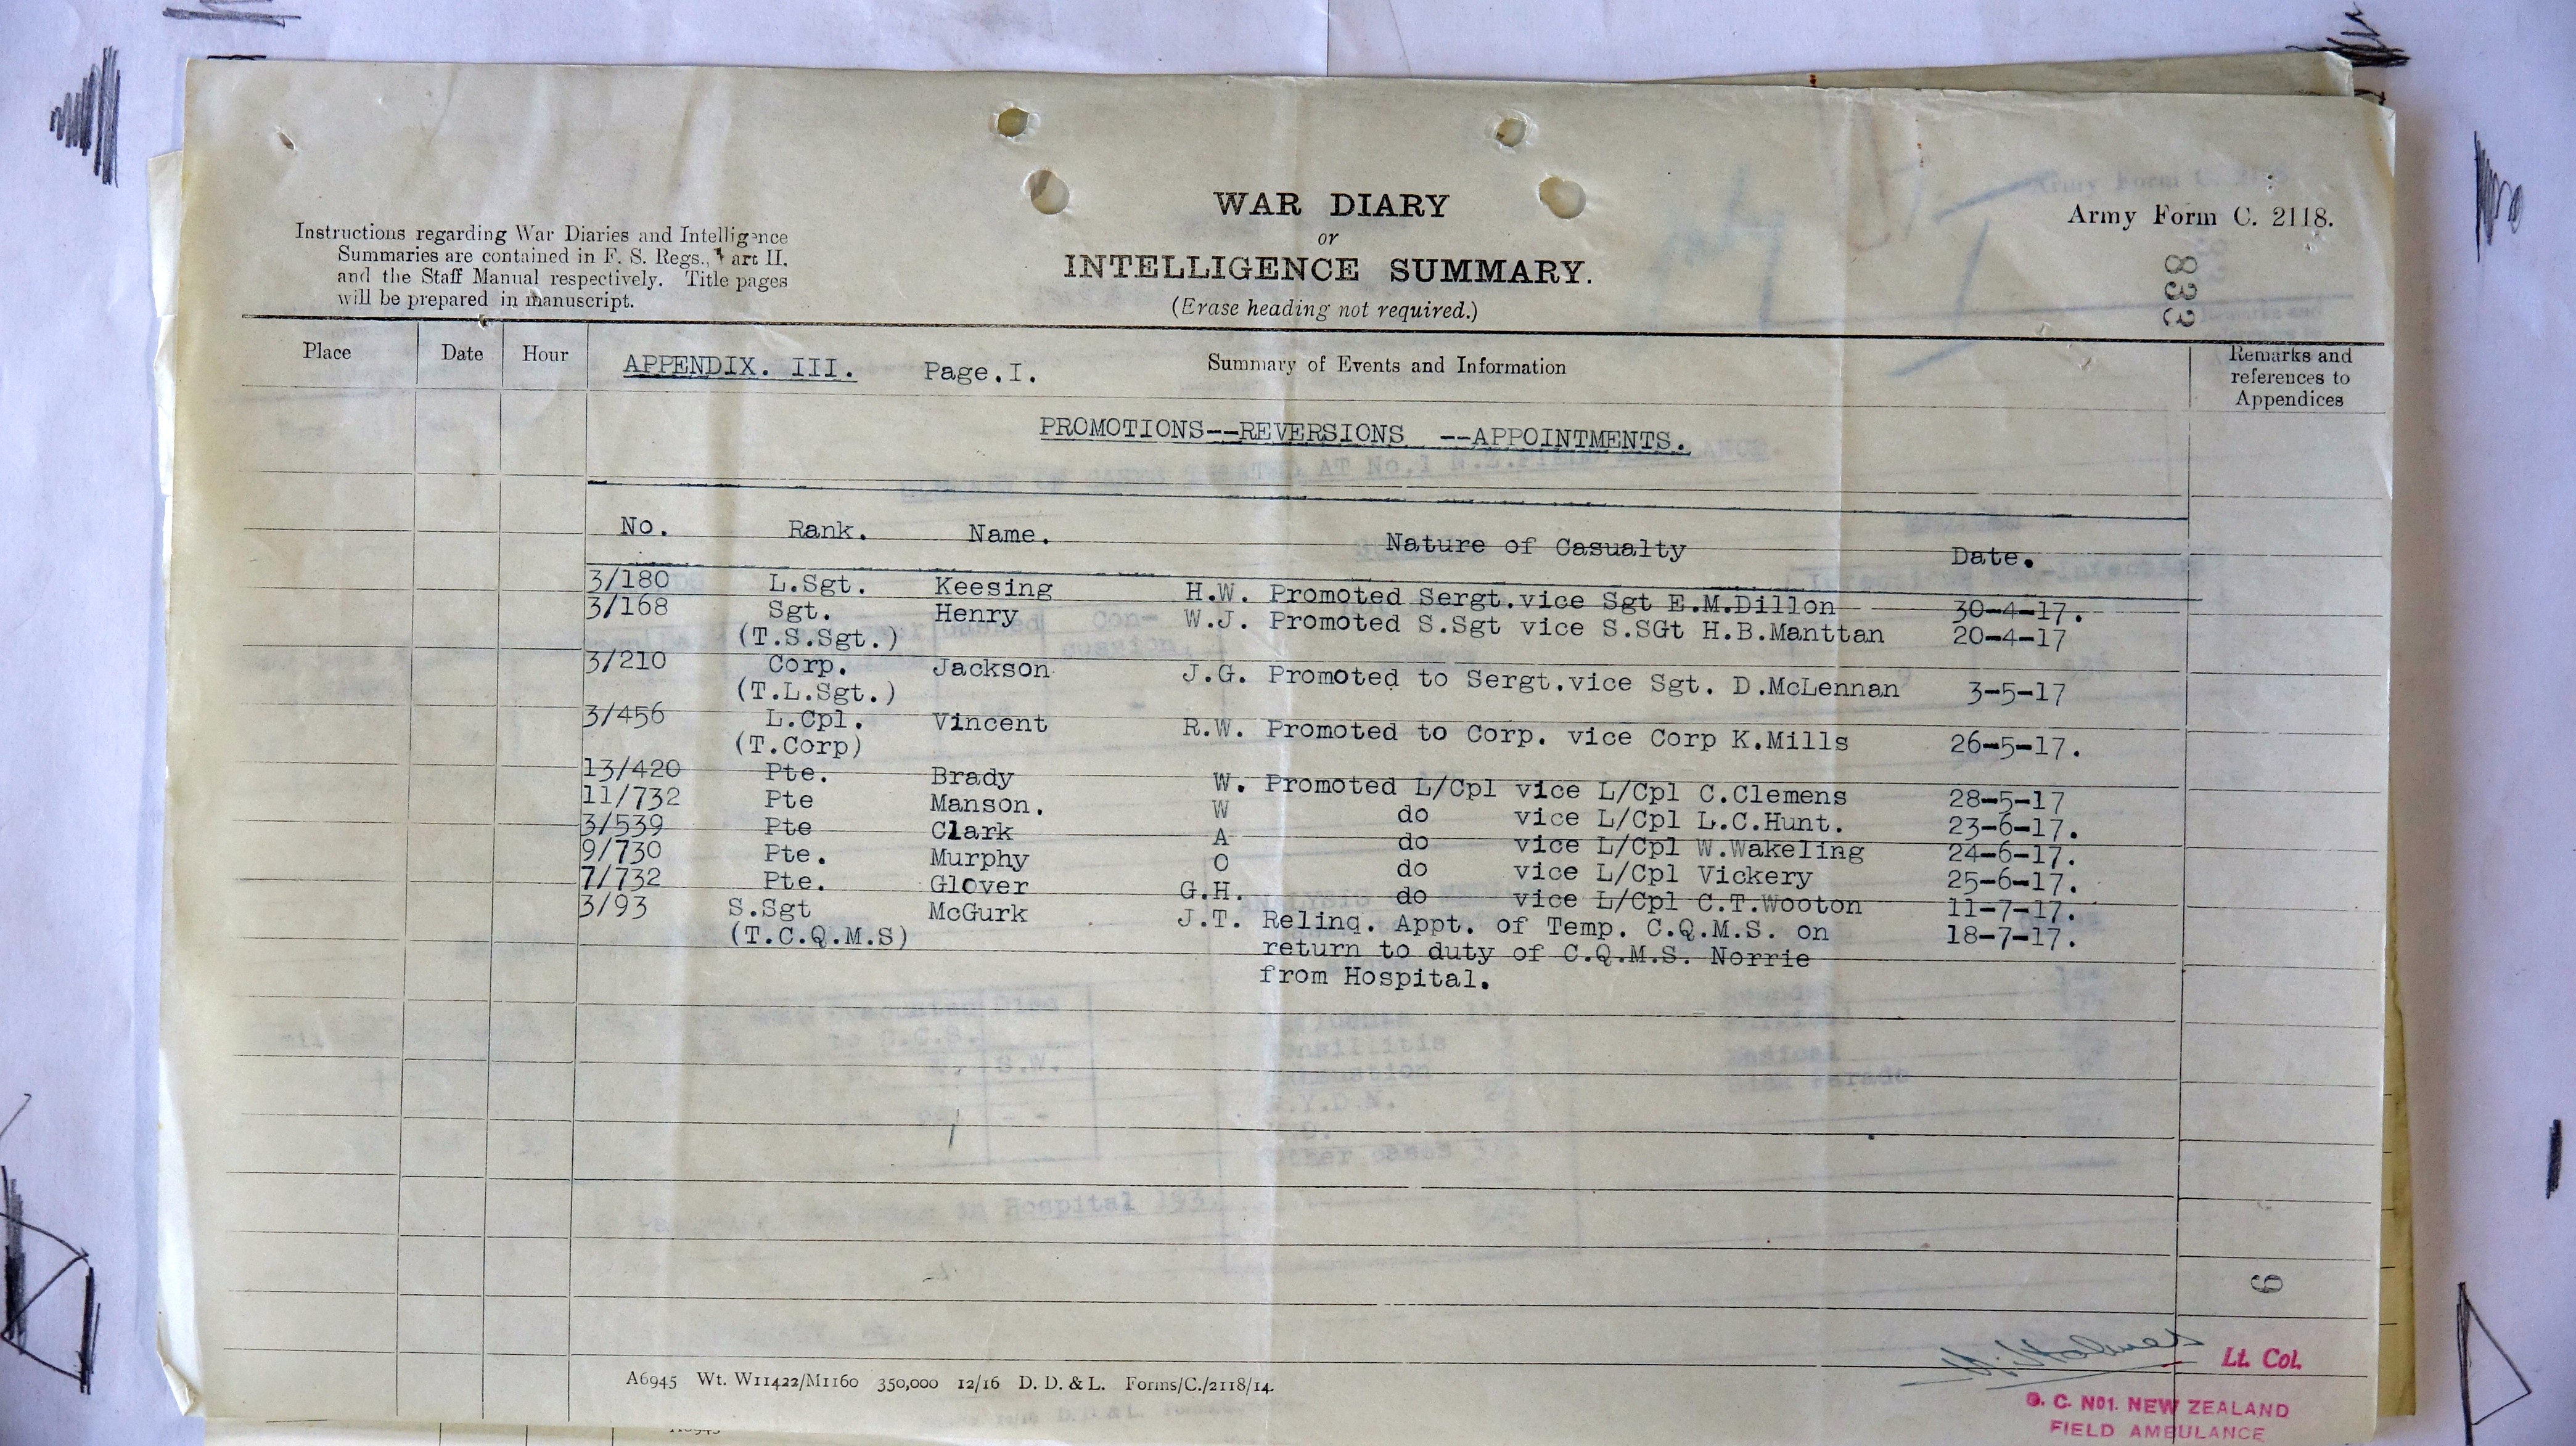 WAR DIARY
or
INTELLIGENCE SUMMARY.
(Erase heading not required.)
Army Form C. 2118.
833
Instructions regarding War Diaries and Intelligence
Summaries are contained in F. S. Regs., Part II.
and the Staff Manual respectively. Title pages
will be prepared in manuscript.
Place Date Hour APPENDIX. III. Page.I. Summary of Events and Information Remarks and references to Appendices
PROMOTIONS--REVERSIONS --APPOINTMENTS.
No. Rank. Name. Nature of Casualty Date.
3/180 L.Sgt. Keesing H.W. Promoted Sergt.vice Sgt E.M.Dillon 30-4-17.
3/168 Sgt. Henry W.J. Promoted S.Sgt vice S.SGt H.B.Manttan 20-4-17
(T.S.Sgt.)
3/210 Corp. Jackson J.G. Promoted to Sergt.vice Sgt. D.McLennan 3-5-17
(T.L.Sgt.)
3/456 L.Cpl. Vincent R.W. Promoted to Corp. vice Corp K.Mills 26-5-17.
(T.Corp)
13/420 Pte. Brady W. Promoted L/Cpl vice L/Cpl C.Clemens 28-5-17
11/732 Pte Manson. W do vice L/Cpl L.C.Hunt. 23-6-17.
3/539 Pte Clark A do vice L/Cpl W.Wakeling 24-6-17.
9/730 Pte. Murphy O do vice L/Cpl Vickery 25-6-17.
7/732 Pte. Glover G.H. do vice L/Cpl C.T.Wooton 11-7-17.
3/93 S.Sgt McGurk J.T. Relinq. Appt. of Temp. C.Q.M.S. on 18-7-17.
(T.C.Q.M.S) return to duty of C.Q.M.S. Norrie
from Hospital.
6
Lt. Col.
O. C. NO1. NEW ZEALAND
FIELD AMBULANCE
A6945 Wt. W11422/M1160 350,000 12/16 D. D. & L. Forms/C./2118/14.